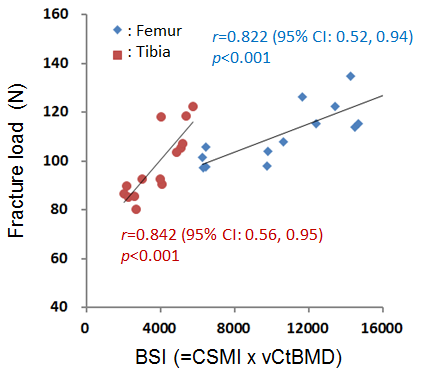 160
140
120
100
80
60
40
Fracture load (N)
: Femur
: Tibia
r=0.822 (95% CI: 0.52, 0.94)
p<0.001
r=0.842 (95% CI: 0.56, 0.95)
p<0.001
0 4000 8000 12000 16000
BSI (=CSMI x vCtBMD)